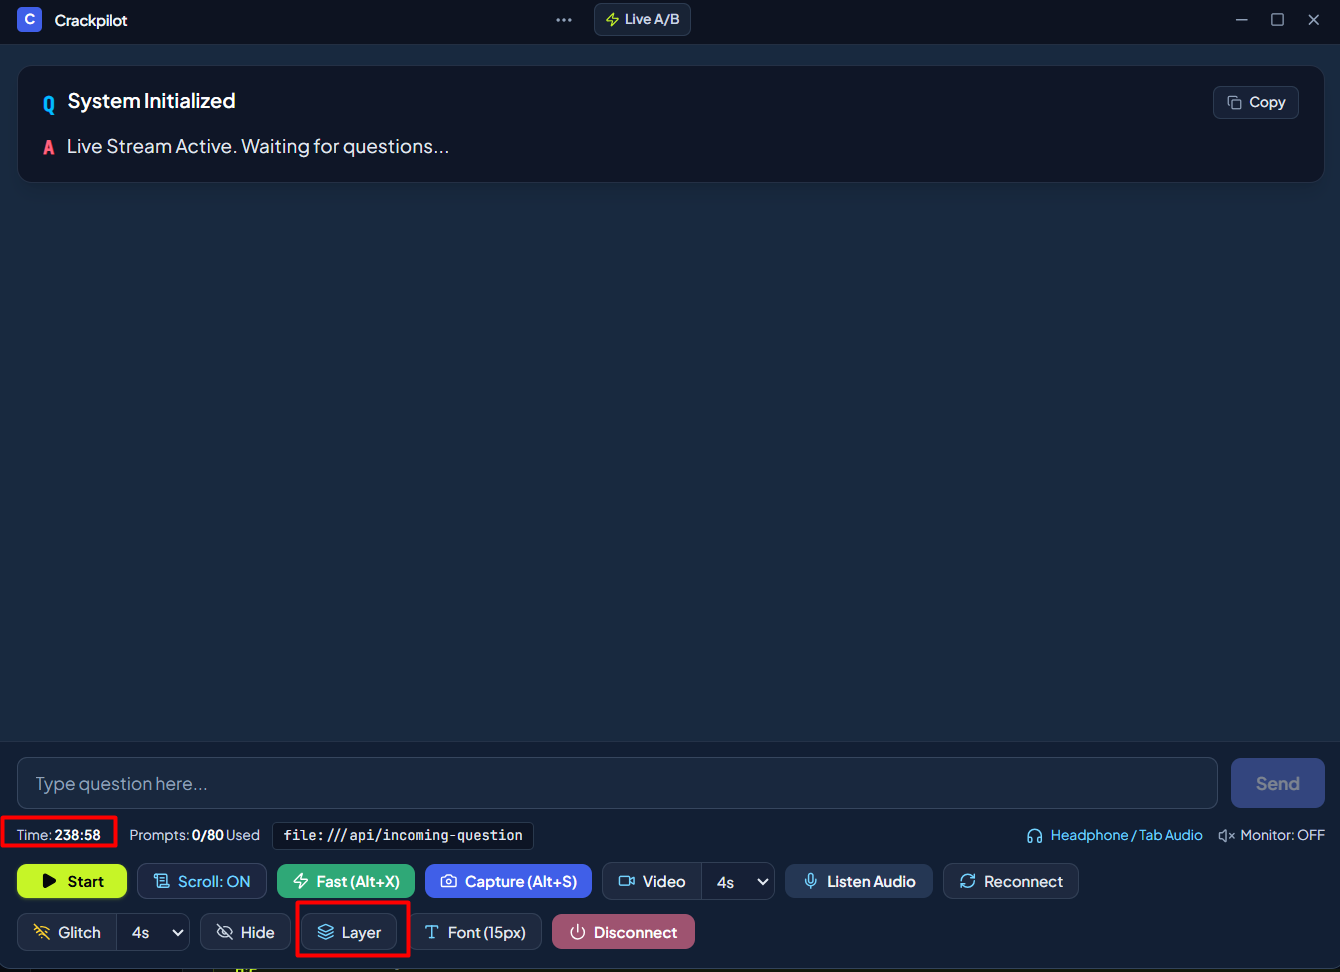 C Crackpilot ... Live A/B
Q System Initialized
Copy
A Live Stream Active. Waiting for questions...
Type question here...
Send
Time: 238:58 Prompts: 0/80 Used file:///api/incoming-question Headphone / Tab Audio Monitor: OFF
Start Scroll: ON Fast (Alt+X) Capture (Alt+S) Video 4s Listen Audio Reconnect
Glitch 4s Hide Layer Font (15px) Disconnect